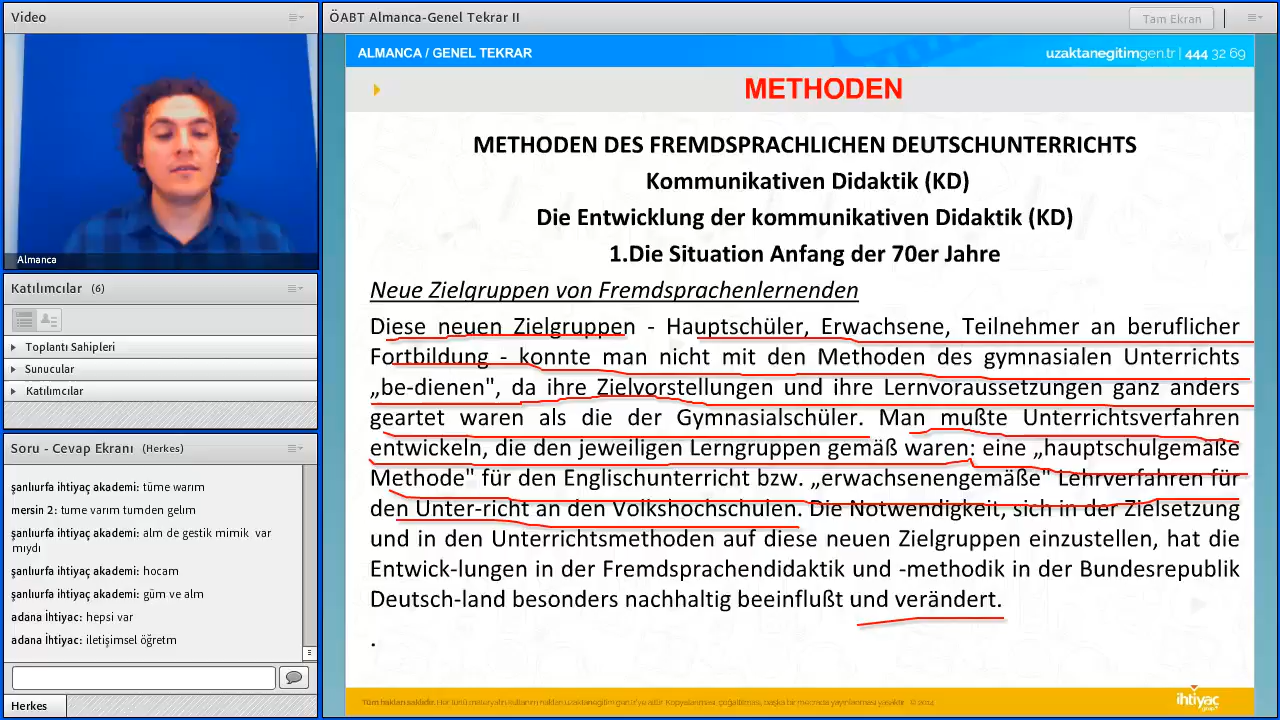 Video
Almanca
Katılımcılar (6)
Toplantı Sahipleri
Sunucular
Katılımcılar
Soru - Cevap Ekranı (Herkes)
şanlıurfa ihtiyaç akademi: tüme warım
mersin 2: tume varım tumden gelım
şanlıurfa ihtiyaç akademi: alm de gestik mimik var
mıydı
şanlıurfa ihtiyaç akademi: hocam
şanlıurfa ihtiyaç akademi: güm ve alm
adana İhtiyac: hepsi var
adana İhtiyac: iletişimsel öğretm
Herkes
ÖABT Almanca-Genel Tekrar II
Tam Ekran
ALMANCA / GENEL TEKRAR
uzaktanegitimgen.tr | 444 32 69
METHODEN
METHODEN DES FREMDSPRACHLICHEN DEUTSCHUNTERRICHTS
Kommunikativen Didaktik (KD)
Die Entwicklung der kommunikativen Didaktik (KD)
1.Die Situation Anfang der 70er Jahre
Neue Zielgruppen von Fremdsprachenlernenden
Diese neuen Zielgruppen - Hauptschüler, Erwachsene, Teilnehmer an beruflicher
Fortbildung - konnte man nicht mit den Methoden des gymnasialen Unterrichts
„be-dienen", da ihre Zielvorstellungen und ihre Lernvoraussetzungen ganz anders
geartet waren als die der Gymnasialschüler. Man mußte Unterrichtsverfahren
entwickeln, die den jeweiligen Lerngruppen gemäß waren: eine „hauptschulgemäße
Methode" für den Englischunterricht bzw. „erwachsenengemäße" Lehrverfahren für
den Unter-richt an den Volkshochschulen. Die Notwendigkeit, sich in der Zielsetzung
und in den Unterrichtsmethoden auf diese neuen Zielgruppen einzustellen, hat die
Entwick-lungen in der Fremdsprachendidaktik und -methodik in der Bundesrepublik
Deutsch-land besonders nachhaltig beeinflußt und verändert.
.
Tüm hakları saklıdır.
© 2014
ihtiyaç